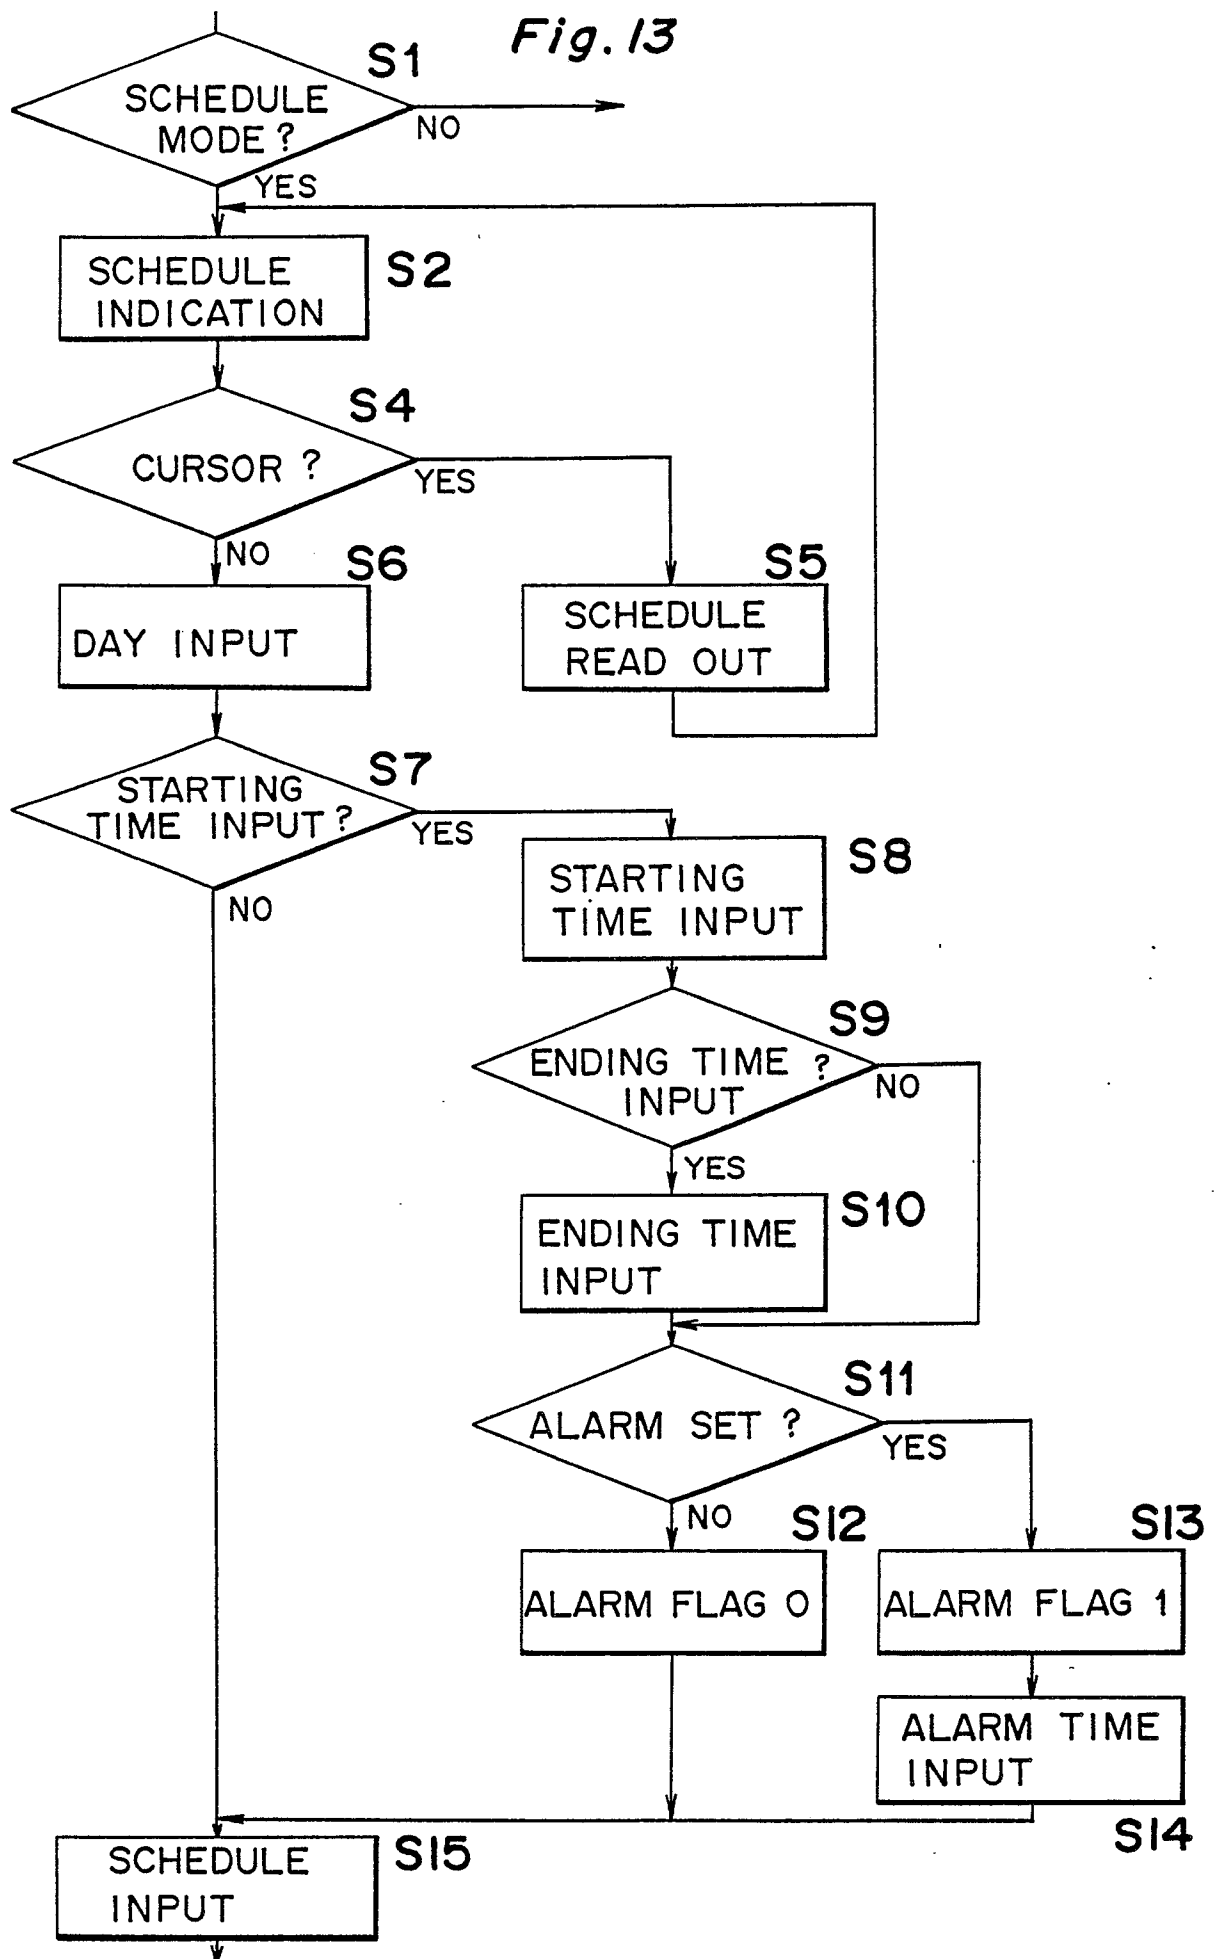 Fig. 13
S1
SCHEDULE
MODE?
NO
YES
S2
SCHEDULE
INDICATION
S4
CURSOR ?
YES
NO
S6
DAY INPUT
S5
SCHEDULE
READ OUT
S7
STARTING
TIME INPUT?
YES
NO
S8
STARTING
TIME INPUT
S9
ENDING TIME ?
INPUT
NO
YES
S10
ENDING TIME
INPUT
S11
ALARM SET ?
YES
NO
S12
ALARM FLAG 0
S13
ALARM FLAG 1
ALARM TIME
INPUT
S14
S15
SCHEDULE
INPUT